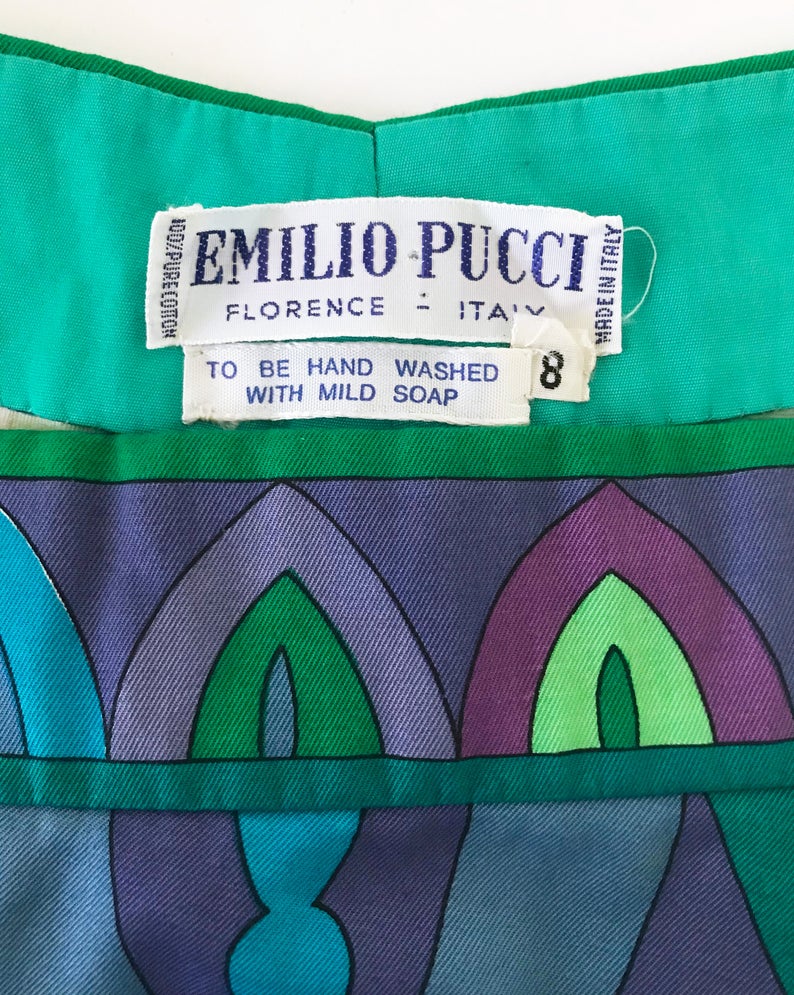 100% PURE COTTON
EMILIO PUCCI
FLORENCE - ITALY
MADE IN ITALY
TO BE HAND WASHED
WITH MILD SOAP
8